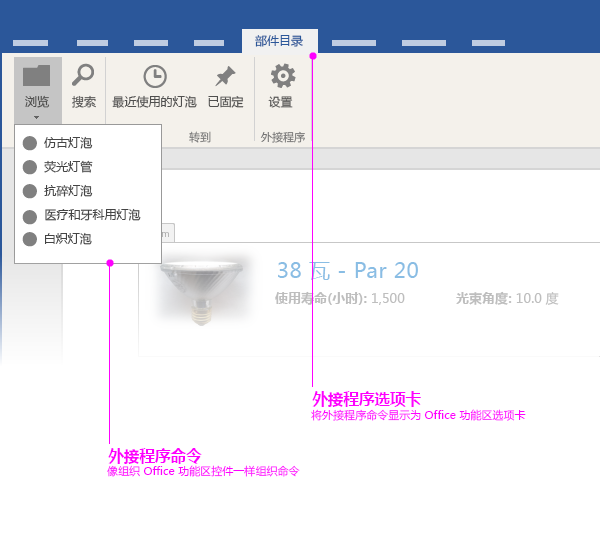 部件目录
浏览
搜索
最近使用的灯泡
已固定
设置
转到
外接程序
仿古灯泡
荧光灯管
抗碎灯泡
医疗和牙科用灯泡
白炽灯泡
m
38 瓦 - Par 20
使用寿命(小时): 1,500
光束角度: 10.0 度
外接程序选项卡
将外接程序命令显示为 Office 功能区选项卡
外接程序命令
像组织 Office 功能区控件一样组织命令